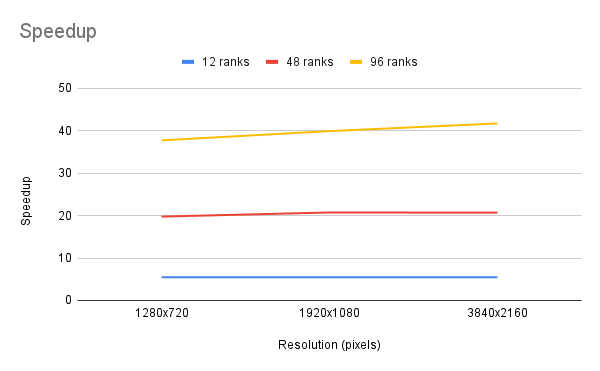 Speedup
12 ranks 48 ranks 96 ranks
50
40
30
20
10
0
Speedup
1280x720 1920x1080 3840x2160
Resolution (pixels)